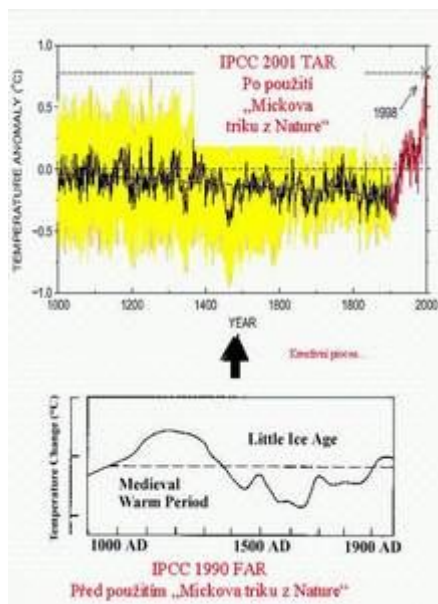 1.0
IPCC 2001 TAR
Po použití
„Mickova
triku z Nature“
0.5
1998
0.0
−0.5
−1.0
TEMPERATURE ANOMALY (°C)
1000 1200 1400 1600 1800 2000
YEAR
Temperature Change (°C)
Little Ice Age
Medieval
Warm Period
1000 AD 1500 AD 1900 AD
IPCC 1990 FAR
Před použitím „Mickova triku z Nature“